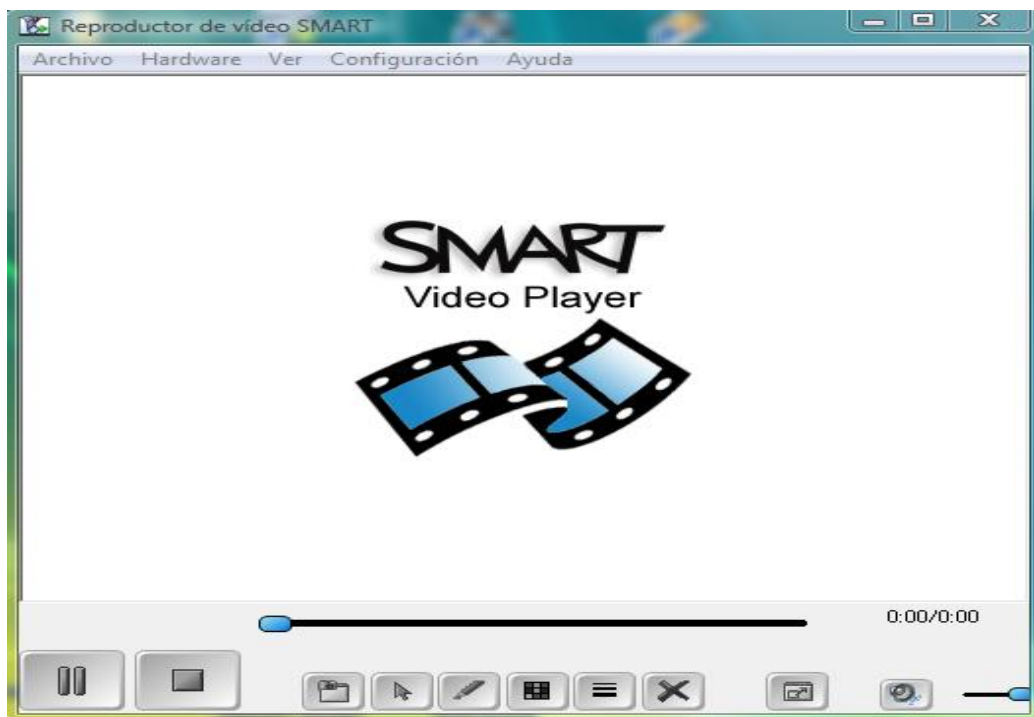 Reproductor de vídeo SMART
Archivo Hardware Ver Configuración Ayuda
SMART
Video Player
0:00/0:00